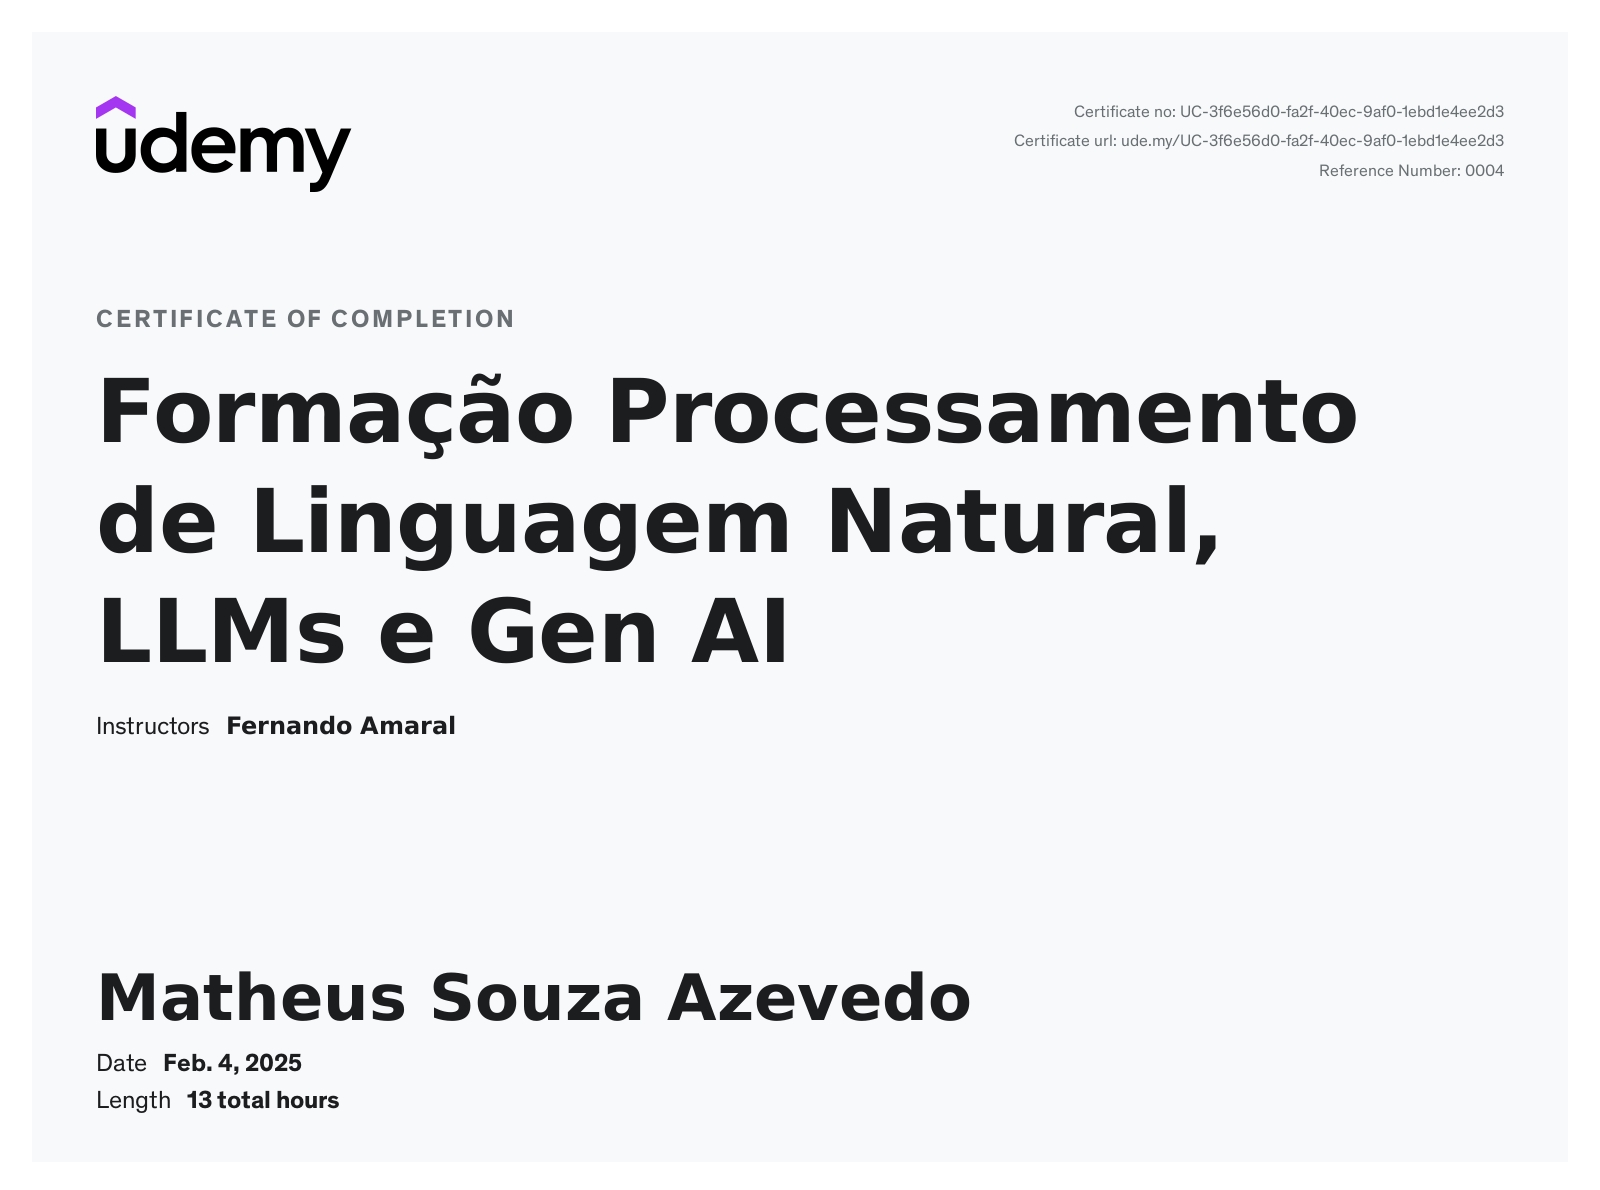 udemy
Certificate no: UC-3f6e56d0-fa2f-40ec-9af0-1ebd1e4ee2d3
Certificate url: ude.my/UC-3f6e56d0-fa2f-40ec-9af0-1ebd1e4ee2d3
Reference Number: 0004
CERTIFICATE OF COMPLETION
Formação Processamento
de Linguagem Natural,
LLMs e Gen AI
Instructors Fernando Amaral
Matheus Souza Azevedo
Date Feb. 4, 2025
Length 13 total hours